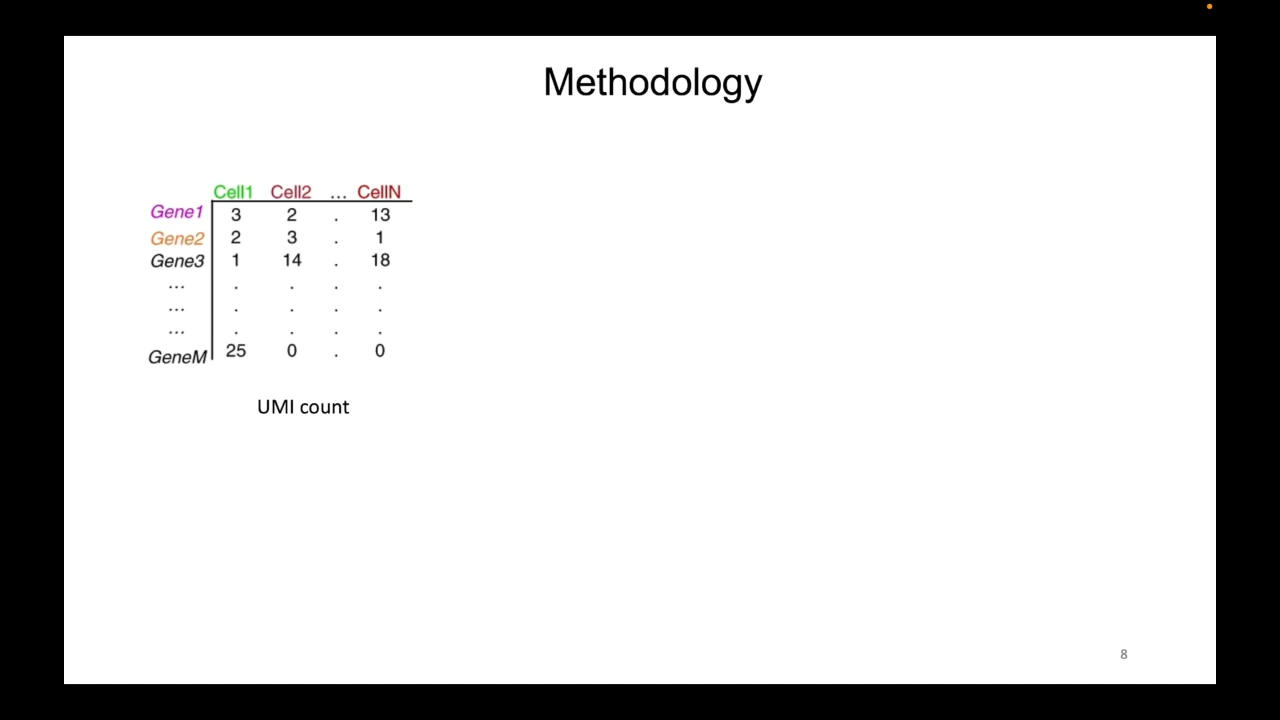 Methodology
Cell1 Cell2 ... CellN
Gene1 3 2 . 13
Gene2 2 3 . 1
Gene3 1 14 . 18
... . . . .
... . . . .
... . . . .
GeneM 25 0 . 0
UMI count
8